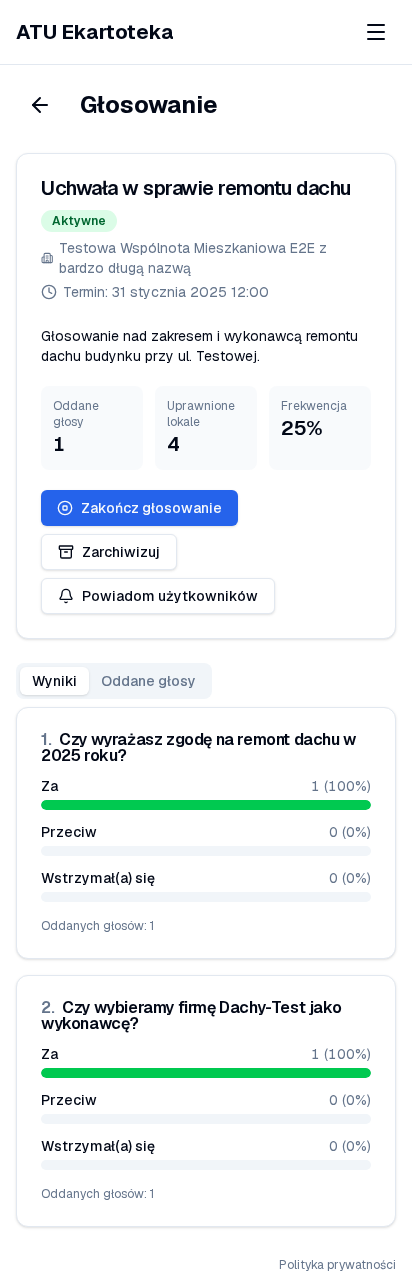 ATU Ekartoteka
Głosowanie
Uchwała w sprawie remontu dachu
Aktywne
Testowa Wspólnota Mieszkaniowa E2E z
bardzo długą nazwą
Termin: 31 stycznia 2025 12:00
Głosowanie nad zakresem i wykonawcą remontu
dachu budynku przy ul. Testowej.
Oddane
głosy
1
Uprawnione
lokale
4
Frekwencja
25%
Zakończ głosowanie
Zarchiwizuj
Powiadom użytkowników
Wyniki
Oddane głosy
1. Czy wyrażasz zgodę na remont dachu w
2025 roku?
Za 1 (100%)
Przeciw 0 (0%)
Wstrzymał(a) się 0 (0%)
Oddanych głosów: 1
2. Czy wybieramy firmę Dachy-Test jako
wykonawcę?
Za 1 (100%)
Przeciw 0 (0%)
Wstrzymał(a) się 0 (0%)
Oddanych głosów: 1
Polityka prywatności